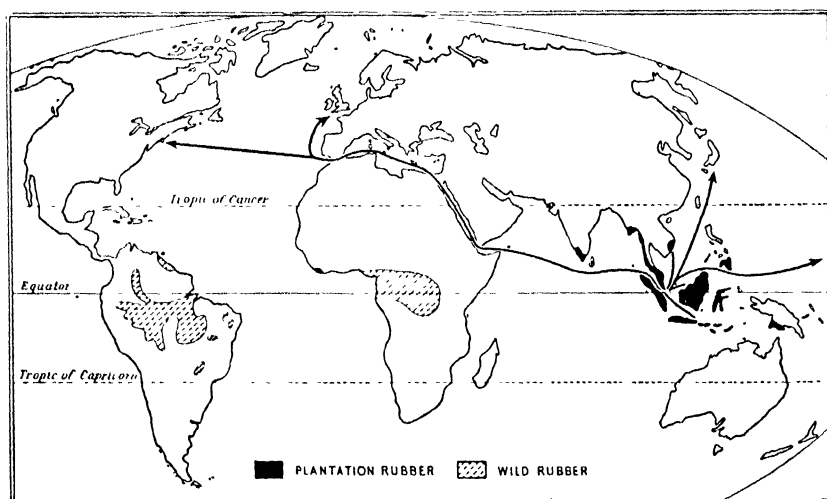 Tropic of Cancer
Equator
Tropic of Capricorn
PLANTATION RUBBER
WILD RUBBER